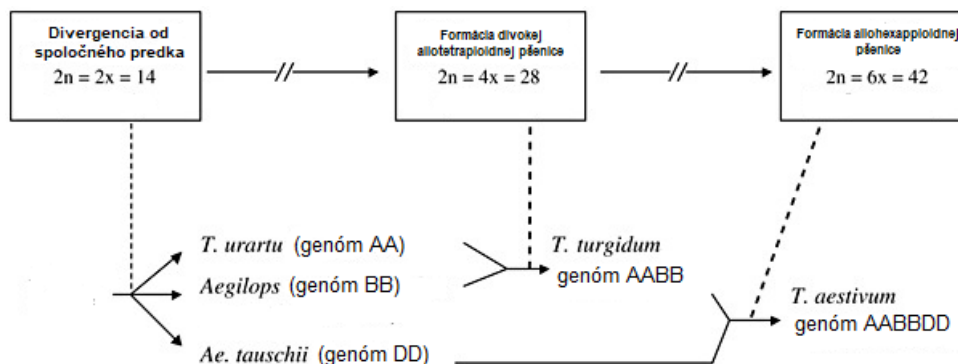 Divergencia od
spoločného predka
2n = 2x = 14
Formácia divokej
allotetraploidnej pšenice
2n = 4x = 28
Formácia allohexapploidnej
pšenice
2n = 6x = 42
T. urartu (genóm AA)
Aegilops (genóm BB)
Ae. tauschii (genóm DD)
T. turgidum
genóm AABB
T. aestivum
genóm AABBDD